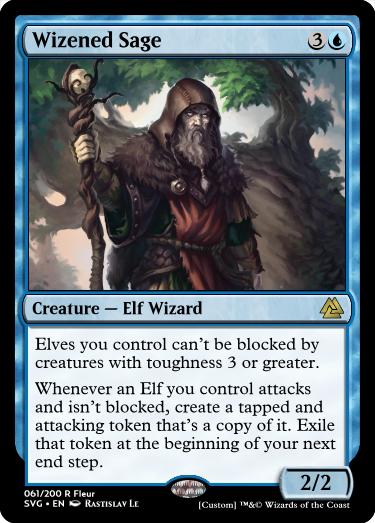 Wizened Sage 3
Creature — Elf Wizard
Elves you control can't be blocked by
creatures with toughness 3 or greater.
Whenever an Elf you control attacks
and isn't blocked, create a tapped and
attacking token that's a copy of it. Exile
that token at the beginning of your next
end step.
2/2
061/200 R Fleur
SVG • EN Rastislav Le [Custom] ™&© Wizards of the Coast